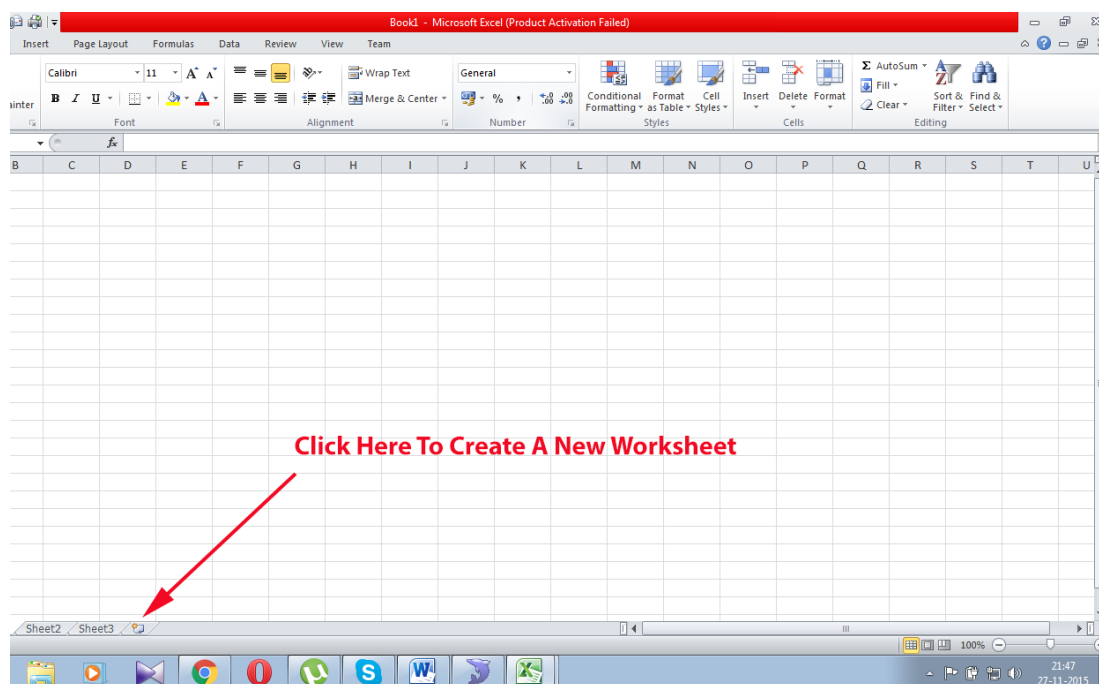 Book1 - Microsoft Excel (Product Activation Failed)
Insert Page Layout Formulas Data Review View Team
Calibri 11 Wrap Text General Σ AutoSum
Fill
ainter B I U A Merge & Center % , Conditional Format Cell Insert Delete Format Clear Sort & Find &
Formatting as Table Styles Filter Select
Font Alignment Number Styles Cells Editing
fx
B C D E F G H I J K L M N O P Q R S T U
Click Here To Create A New Worksheet
Sheet2 Sheet3
100%
21:47
27-11-2015